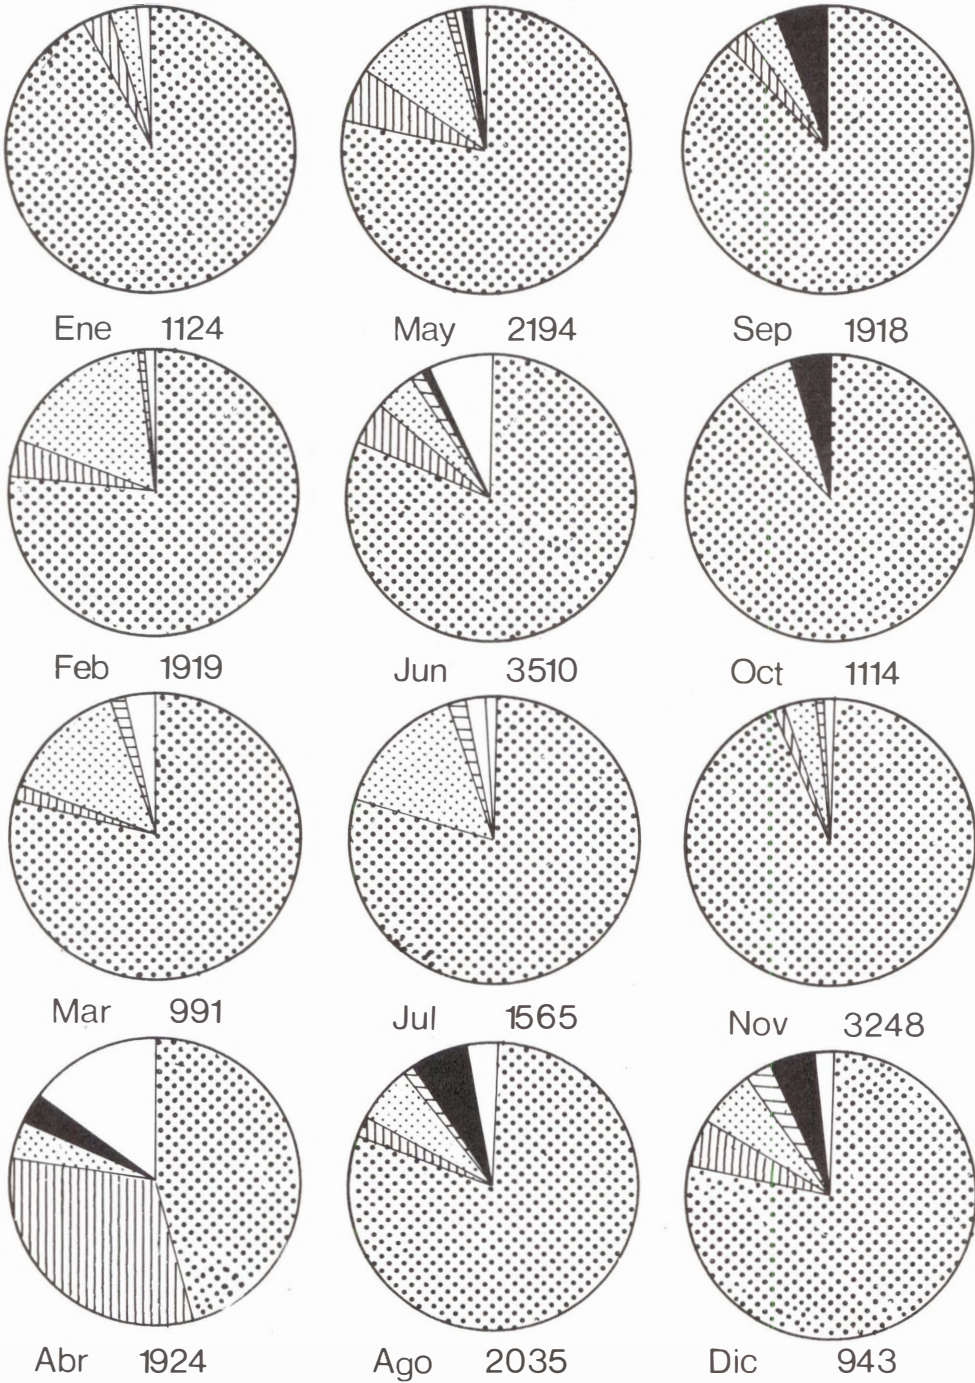 Ene 1124
May 2194
Sep 1918
Feb 1919
Jun 3510
Oct 1114
Mar 991
Jul 1565
Nov 3248
Abr 1924
Ago 2035
Dic 943